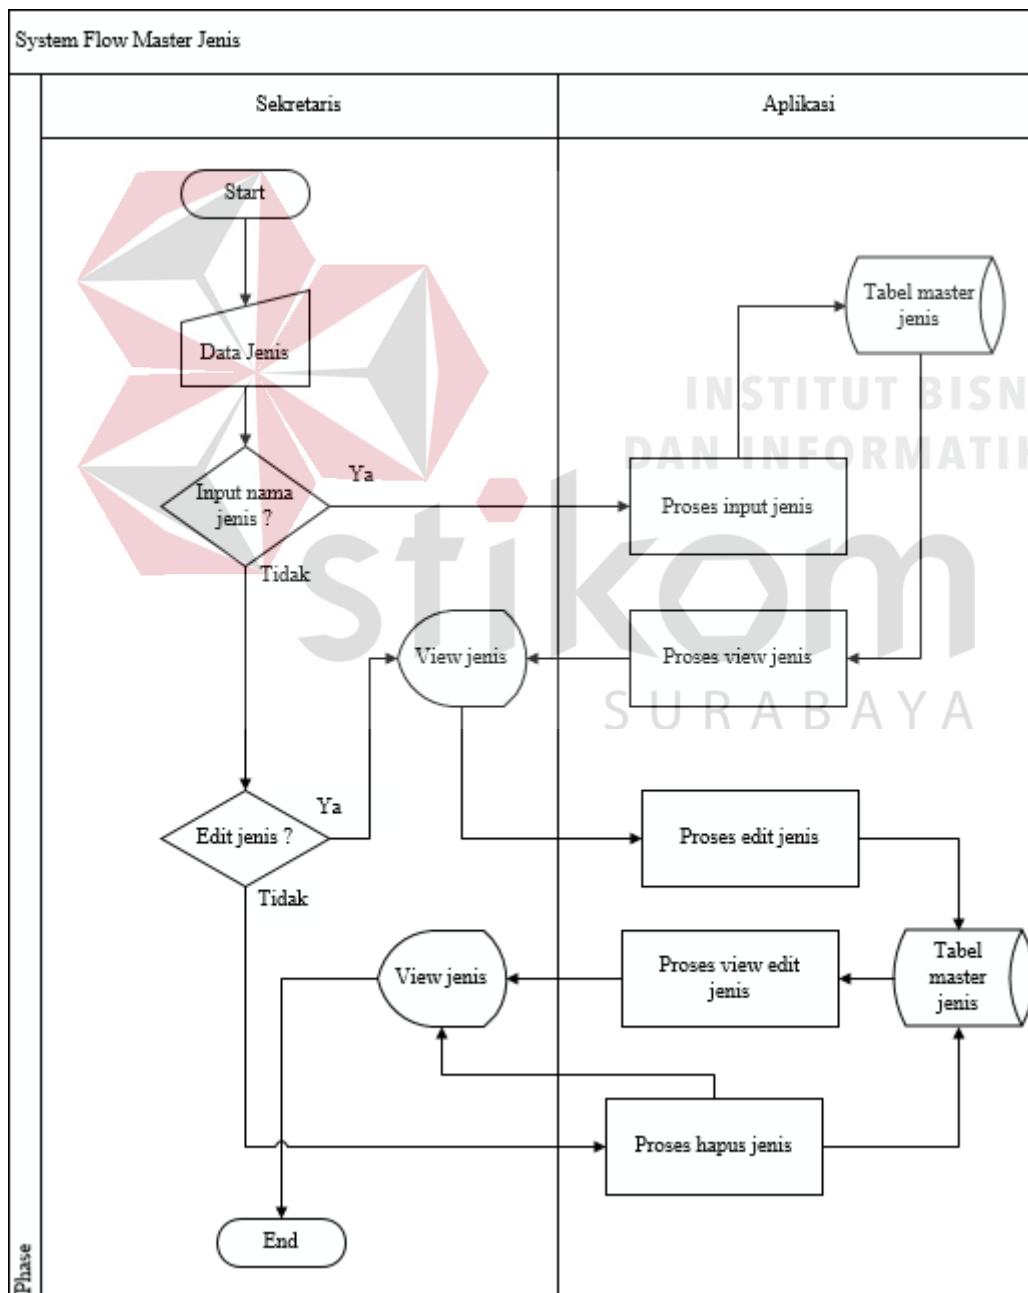 System Flow Master Jenis
Sekretaris
Aplikasi
Start
Tabel master
jenis
Data Jenis
INSTITUT BISN
DAN INFORMATIK
Ya
Input nama
jenis ?
Proses input jenis
Tidak
stikom
View jenis
Proses view jenis
SURABAYA
Ya
Edit jenis ?
Proses edit jenis
Tidak
View jenis
Proses view edit
jenis
Tabel
master
jenis
Proses hapus jenis
End
Phase